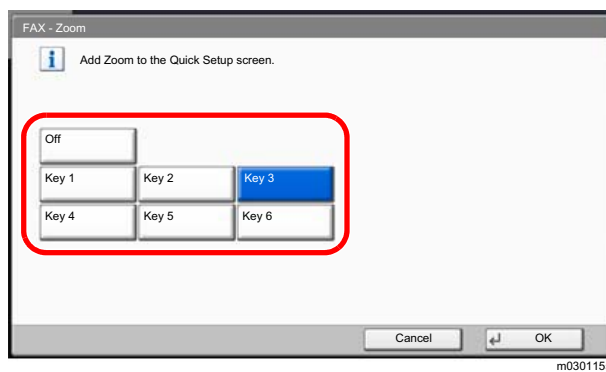 FAX - Zoom
i Add Zoom to the Quick Setup screen.
Off
Key 1 Key 2 Key 3
Key 4 Key 5 Key 6
Cancel OK
m030115